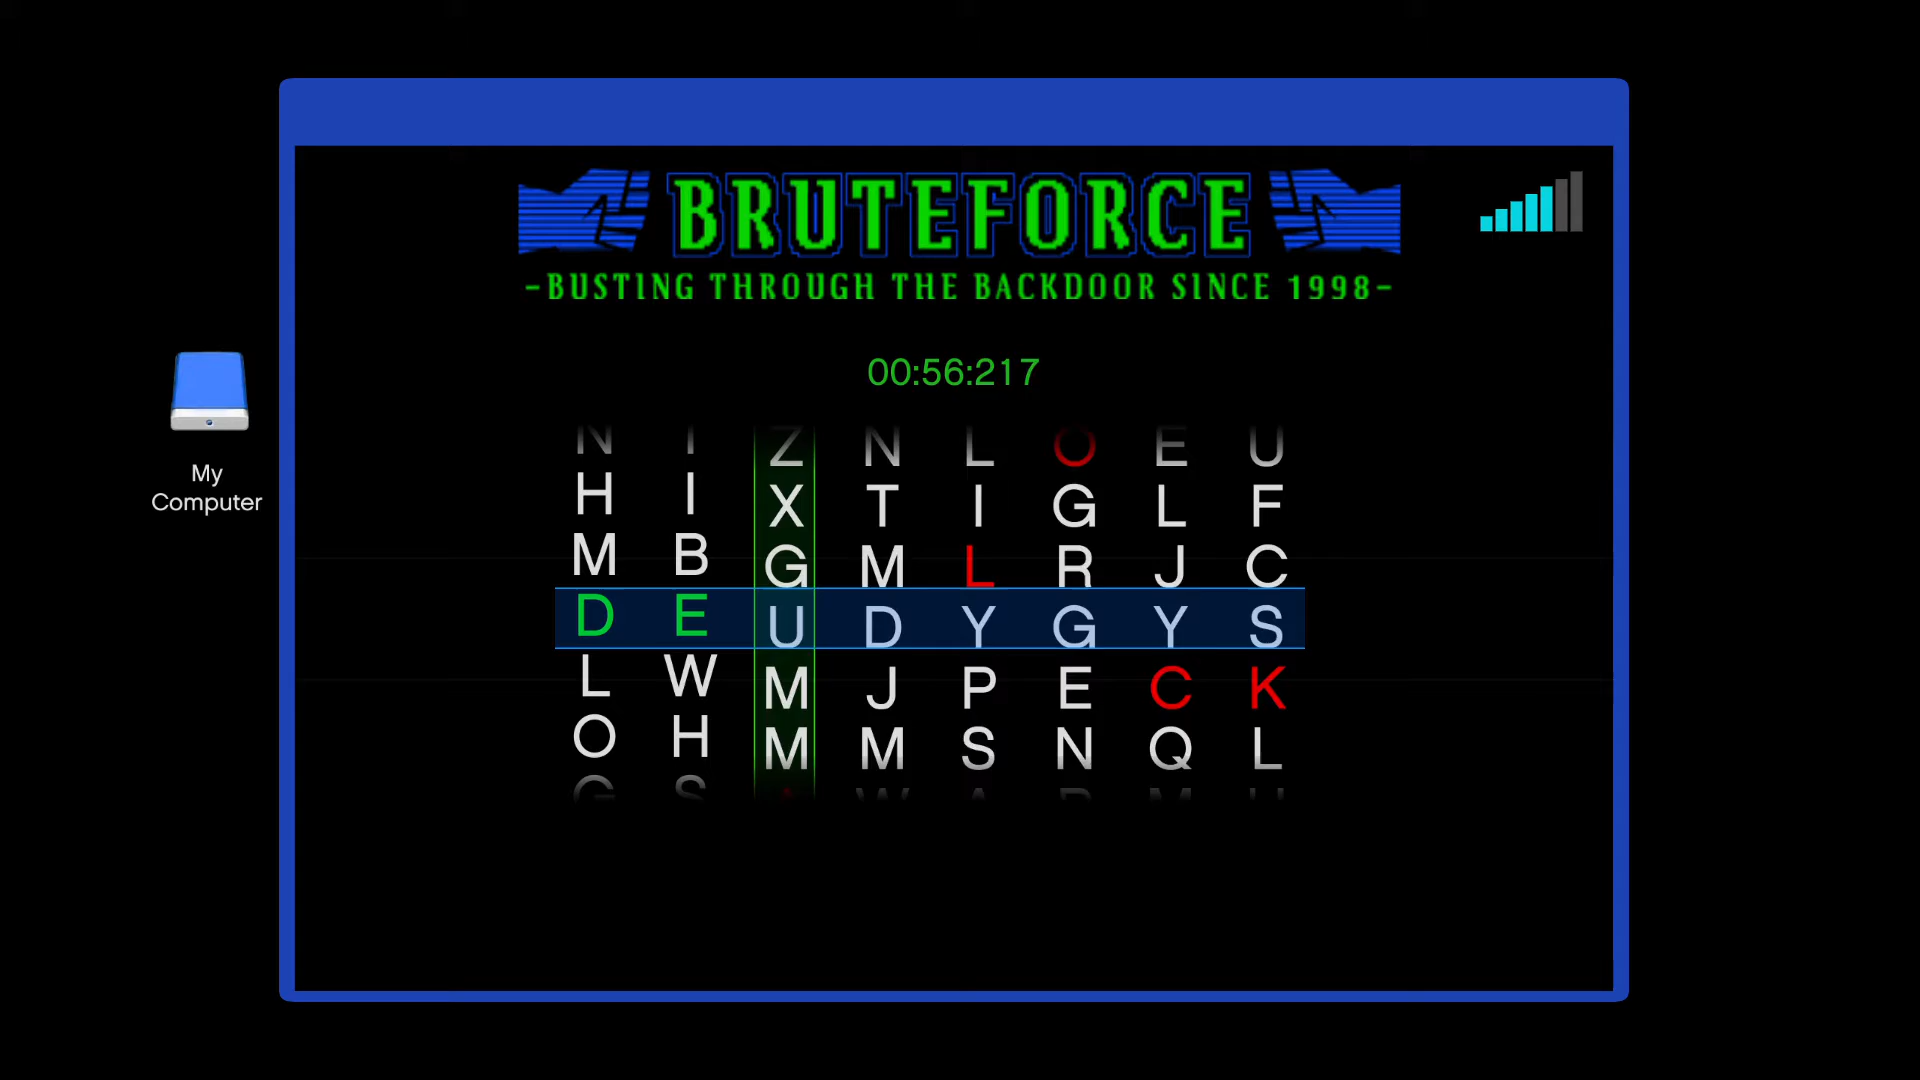 BRUTEFORCE
-BUSTING THROUGH THE BACKDOOR SINCE 1998-
00:56:217
My
Computer
N I Z N L O E U
H I X T I G L F
M B G M L R J C
D E U D Y G Y S
L W M J P E C K
O H M M S N Q L